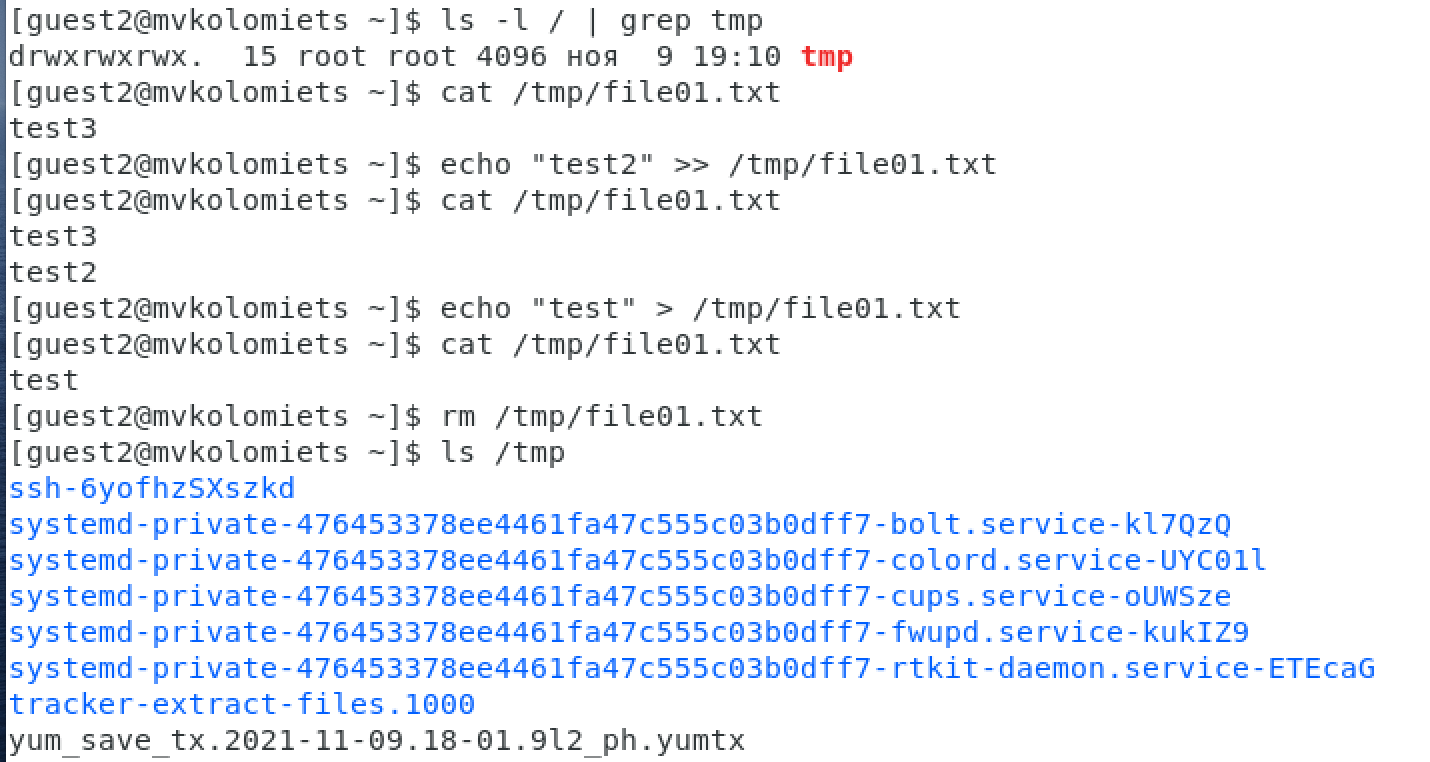 [guest2@mvkolomiets ~]$ ls -l / | grep tmp
drwxrwxrwx.  15 root root 4096 ноя  9 19:10 tmp
[guest2@mvkolomiets ~]$ cat /tmp/file01.txt
test3
[guest2@mvkolomiets ~]$ echo "test2" >> /tmp/file01.txt
[guest2@mvkolomiets ~]$ cat /tmp/file01.txt
test3
test2
[guest2@mvkolomiets ~]$ echo "test" > /tmp/file01.txt
[guest2@mvkolomiets ~]$ cat /tmp/file01.txt
test
[guest2@mvkolomiets ~]$ rm /tmp/file01.txt
[guest2@mvkolomiets ~]$ ls /tmp
ssh-6yofhzSXszkd
systemd-private-476453378ee4461fa47c555c03b0dff7-bolt.service-kl7QzQ
systemd-private-476453378ee4461fa47c555c03b0dff7-colord.service-UYC01l
systemd-private-476453378ee4461fa47c555c03b0dff7-cups.service-oUWSze
systemd-private-476453378ee4461fa47c555c03b0dff7-fwupd.service-kukIZ9
systemd-private-476453378ee4461fa47c555c03b0dff7-rtkit-daemon.service-ETEcaG
tracker-extract-files.1000
yum_save_tx.2021-11-09.18-01.9l2_ph.yumtx